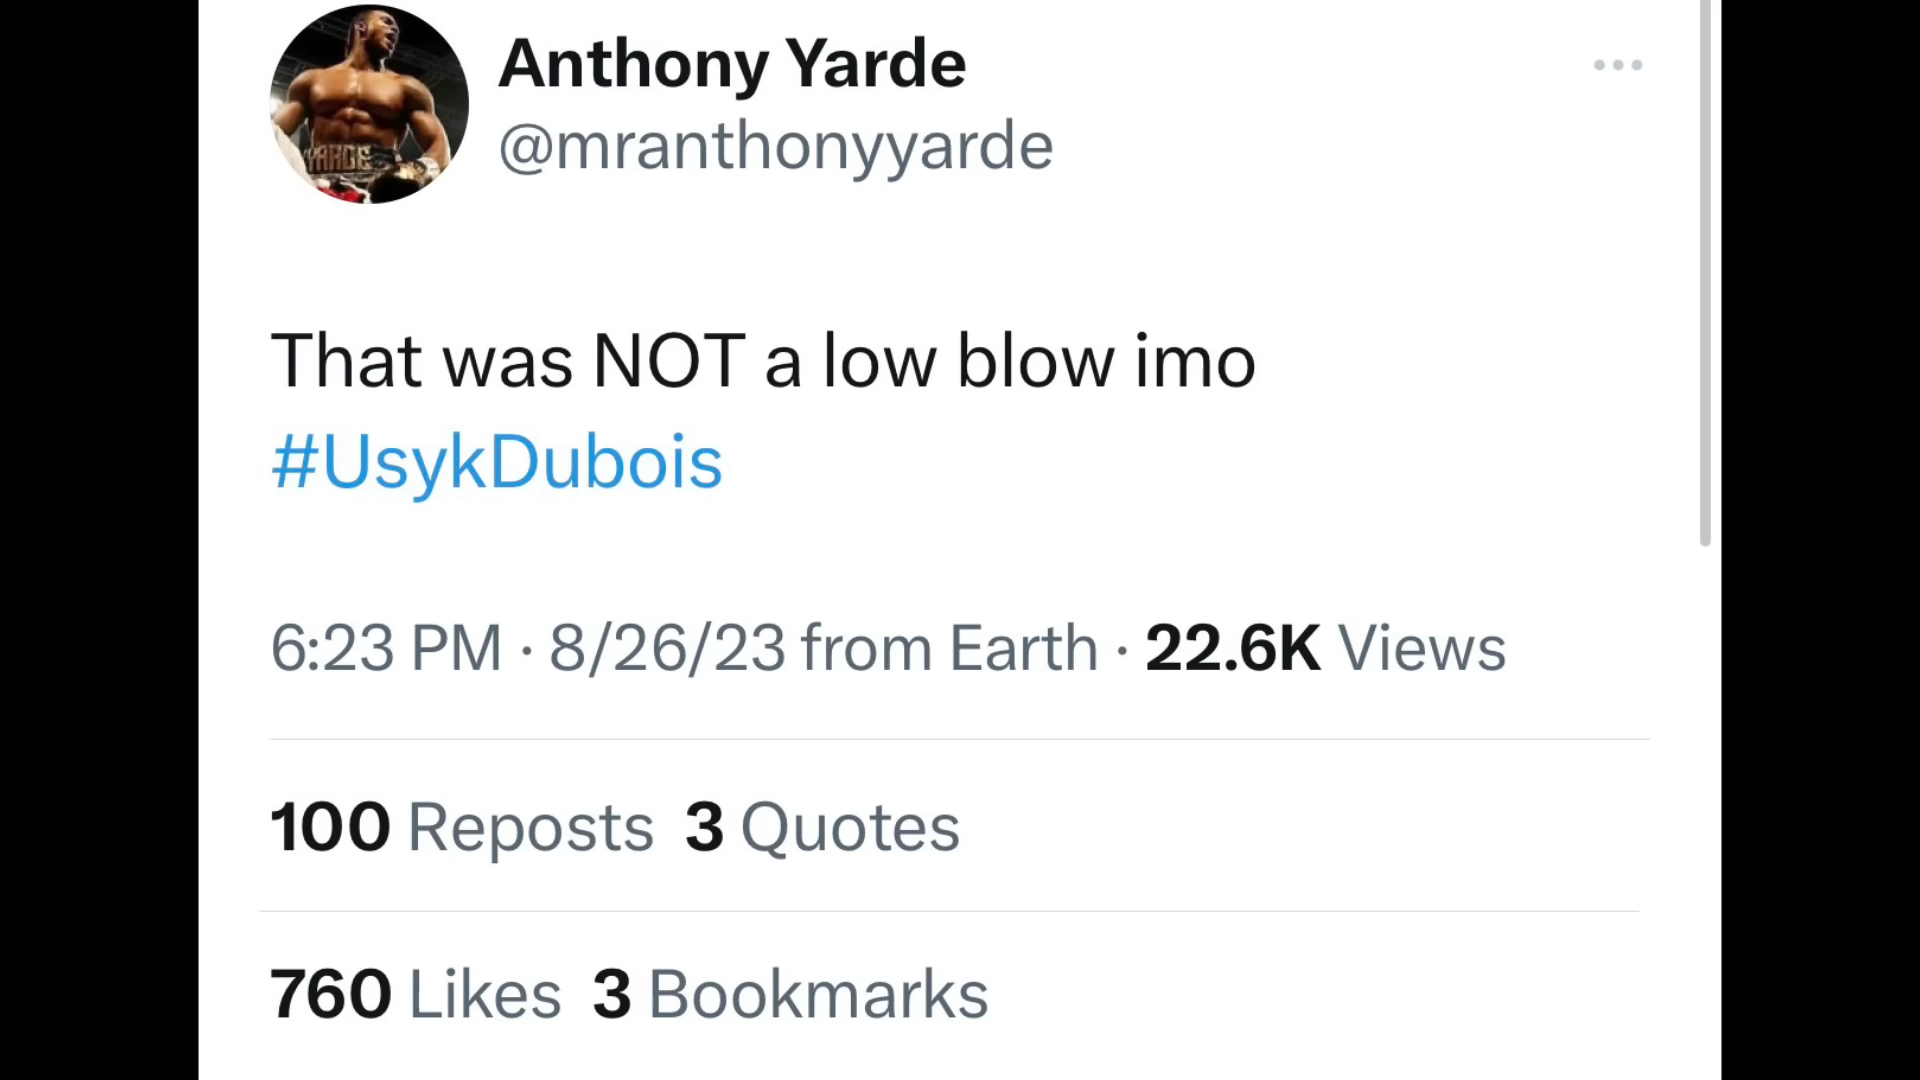 Anthony Yarde
@mranthonyyarde
YARDE
That was NOT a low blow imo
#UsykDubois
6:23 PM · 8/26/23 from Earth · 22.6K Views
100 Reposts 3 Quotes
760 Likes 3 Bookmarks